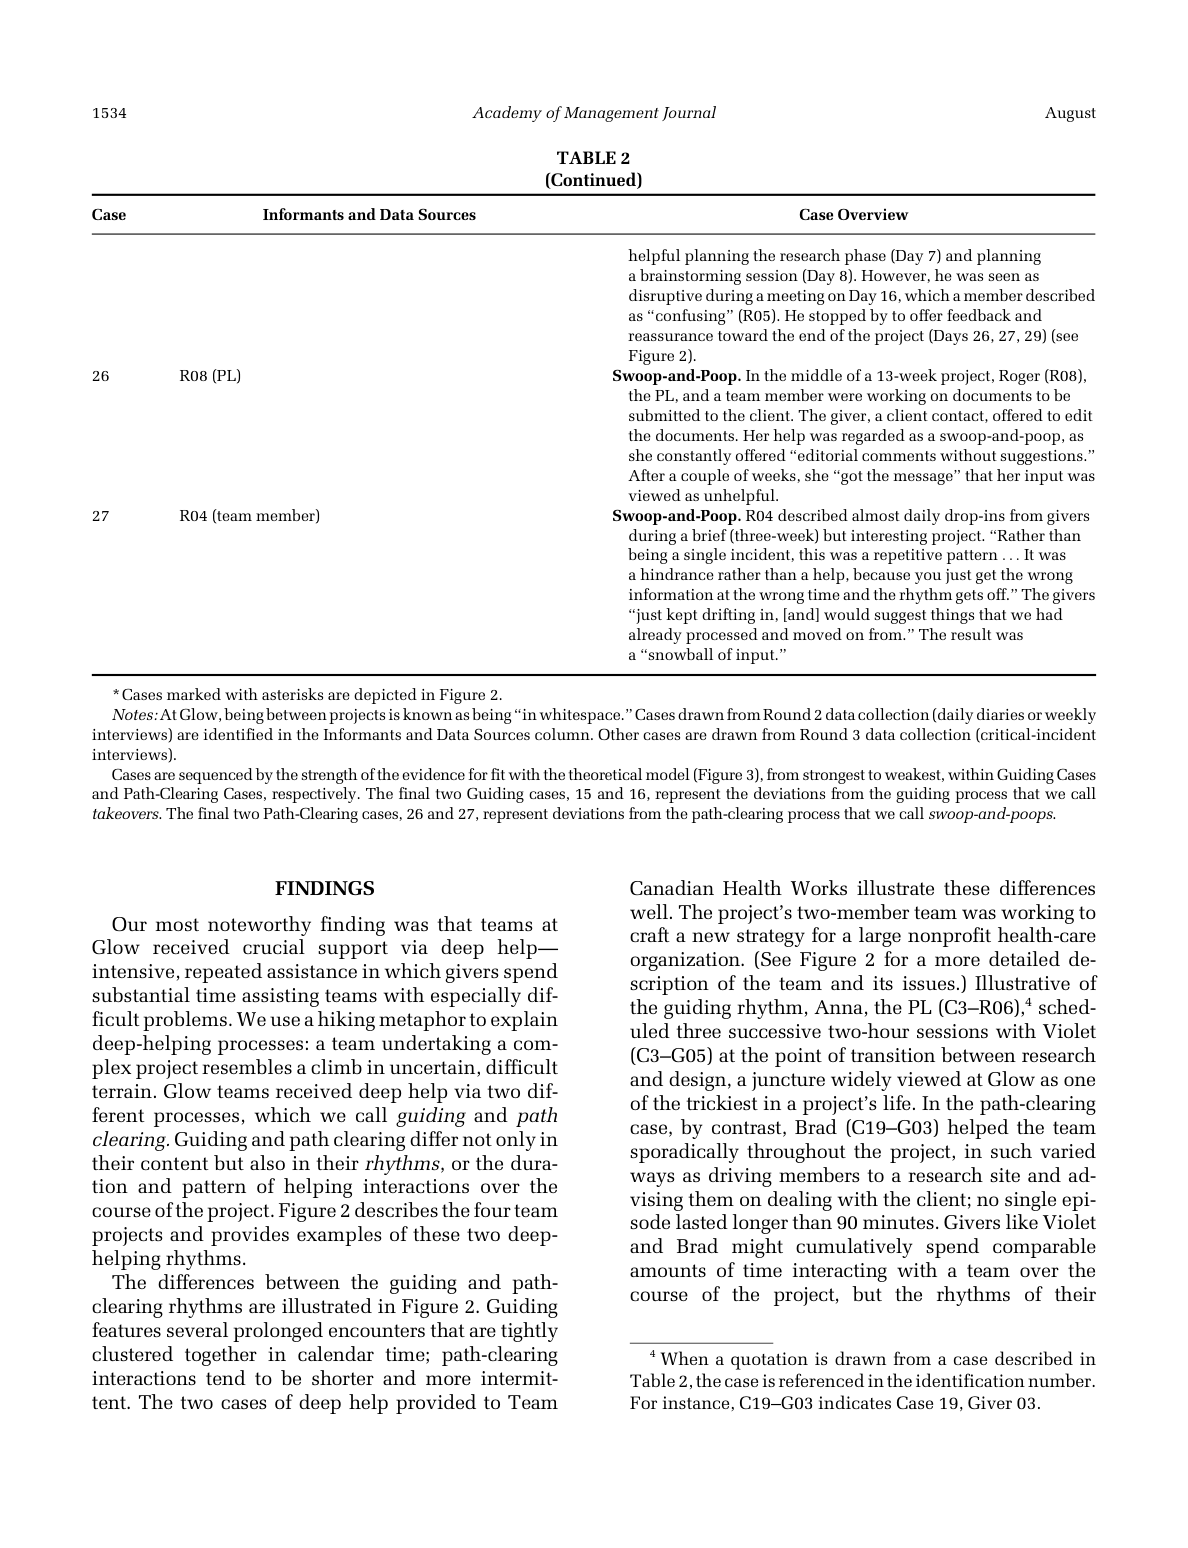 1534
Academy of Management Journal
August
TABLE 2
(Continued)
Case
Informants and Data Sources
Case Overview
helpful planning the research phase (Day 7) and planning
a brainstorming session (Day 8). However, he was seen as
disruptive during a meeting on Day 16, which a member described
as “confusing” (R05). He stopped by to offer feedback and
reassurance toward the end of the project (Days 26, 27, 29) (see
Figure 2).
26
R08 (PL)
Swoop-and-Poop. In the middle of a 13-week project, Roger (R08),
the PL, and a team member were working on documents to be
submitted to the client. The giver, a client contact, offered to edit
the documents. Her help was regarded as a swoop-and-poop, as
she constantly offered “editorial comments without suggestions.”
After a couple of weeks, she “got the message” that her input was
viewed as unhelpful.
27
R04 (team member)
Swoop-and-Poop. R04 described almost daily drop-ins from givers
during a brief (three-week) but interesting project. “Rather than
being a single incident, this was a repetitive pattern . . . It was
a hindrance rather than a help, because you just get the wrong
information at the wrong time and the rhythm gets off.” The givers
“just kept drifting in, [and] would suggest things that we had
already processed and moved on from.” The result was
a “snowball of input.”
* Cases marked with asterisks are depicted in Figure 2.
Notes: At Glow, being between projects is known as being “in whitespace.” Cases drawn from Round 2 data collection (daily diaries or weekly
interviews) are identified in the Informants and Data Sources column. Other cases are drawn from Round 3 data collection (critical-incident
interviews).
Cases are sequenced by the strength of the evidence for fit with the theoretical model (Figure 3), from strongest to weakest, within Guiding Cases
and Path-Clearing Cases, respectively. The final two Guiding cases, 15 and 16, represent the deviations from the guiding process that we call
takeovers. The final two Path-Clearing cases, 26 and 27, represent deviations from the path-clearing process that we call swoop-and-poops.
FINDINGS
Our most noteworthy finding was that teams at
Glow received crucial support via deep help—
intensive, repeated assistance in which givers spend
substantial time assisting teams with especially dif-
ficult problems. We use a hiking metaphor to explain
deep-helping processes: a team undertaking a com-
plex project resembles a climb in uncertain, difficult
terrain. Glow teams received deep help via two dif-
ferent processes, which we call guiding and path
clearing. Guiding and path clearing differ not only in
their content but also in their rhythms, or the dura-
tion and pattern of helping interactions over the
course of the project. Figure 2 describes the four team
projects and provides examples of these two deep-
helping rhythms.
The differences between the guiding and path-
clearing rhythms are illustrated in Figure 2. Guiding
features several prolonged encounters that are tightly
clustered together in calendar time; path-clearing
interactions tend to be shorter and more intermit-
tent. The two cases of deep help provided to Team
Canadian Health Works illustrate these differences
well. The project’s two-member team was working to
craft a new strategy for a large nonprofit health-care
organization. (See Figure 2 for a more detailed de-
scription of the team and its issues.) Illustrative of
the guiding rhythm, Anna, the PL (C3–R06),4 sched-
uled three successive two-hour sessions with Violet
(C3–G05) at the point of transition between research
and design, a juncture widely viewed at Glow as one
of the trickiest in a project’s life. In the path-clearing
case, by contrast, Brad (C19–G03) helped the team
sporadically throughout the project, in such varied
ways as driving members to a research site and ad-
vising them on dealing with the client; no single epi-
sode lasted longer than 90 minutes. Givers like Violet
and Brad might cumulatively spend comparable
amounts of time interacting with a team over the
course of the project, but the rhythms of their
4 When a quotation is drawn from a case described in
Table 2, the case is referenced in the identification number.
For instance, C19–G03 indicates Case 19, Giver 03.